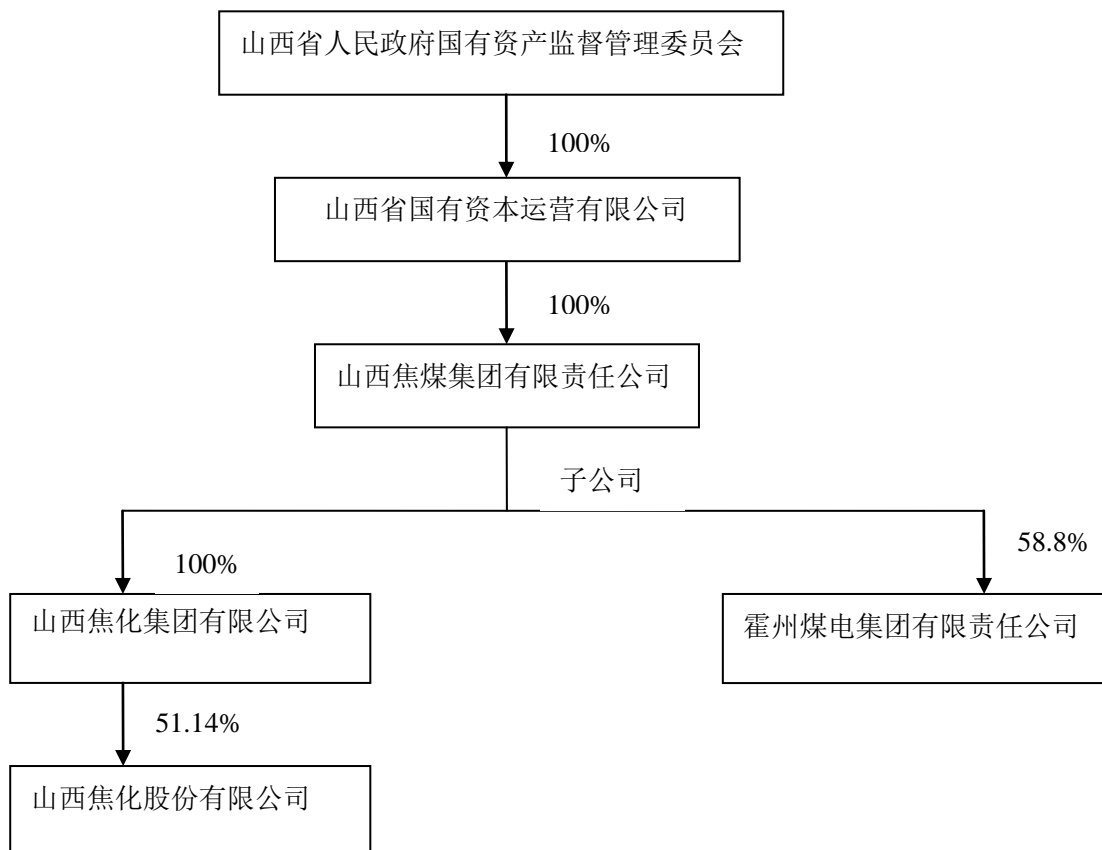 山西省人民政府国有资产监督管理委员会
100%
山西省国有资本运营有限公司
100%
山西焦煤集团有限责任公司
子公司
58.8%
100%
山西焦化集团有限公司
霍州煤电集团有限责任公司
51.14%
山西焦化股份有限公司